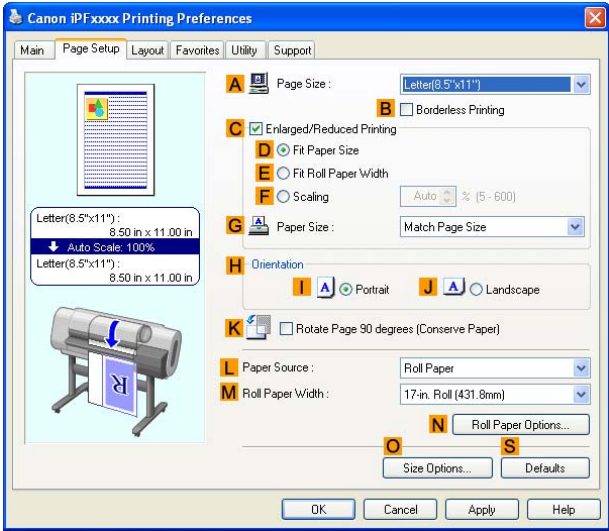 Canon iPFxxxx Printing Preferences
Main Page Setup Layout Favorites Utility Support
A Page Size : Letter(8.5"x11")
B Borderless Printing
C Enlarged/Reduced Printing
D Fit Paper Size
E Fit Roll Paper Width
F Scaling Auto % (5 - 600)
G Paper Size : Match Page Size
Letter(8.5"x11") :
8.50 in x 11.00 in
Auto Scale: 100%
Letter(8.5"x11") :
8.50 in x 11.00 in
H Orientation
I A Portrait J A Landscape
K Rotate Page 90 degrees (Conserve Paper)
L Paper Source : Roll Paper
M Roll Paper Width : 17-in. Roll (431.8mm)
N Roll Paper Options...
O S
Size Options... Defaults
R
OK Cancel Apply Help